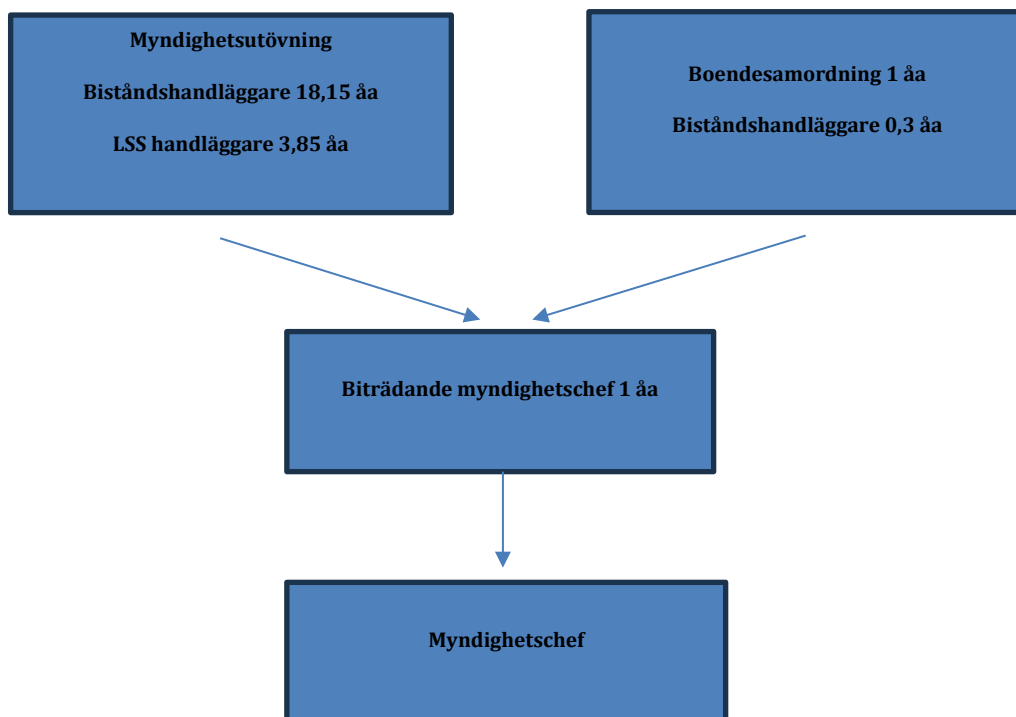 Myndighetsutövning
Biståndshandläggare 18,15 åa
LSS handläggare 3,85 åa
Boendesamordning 1 åa
Biståndshandläggare 0,3 åa
Biträdande myndighetschef 1 åa
Myndighetschef